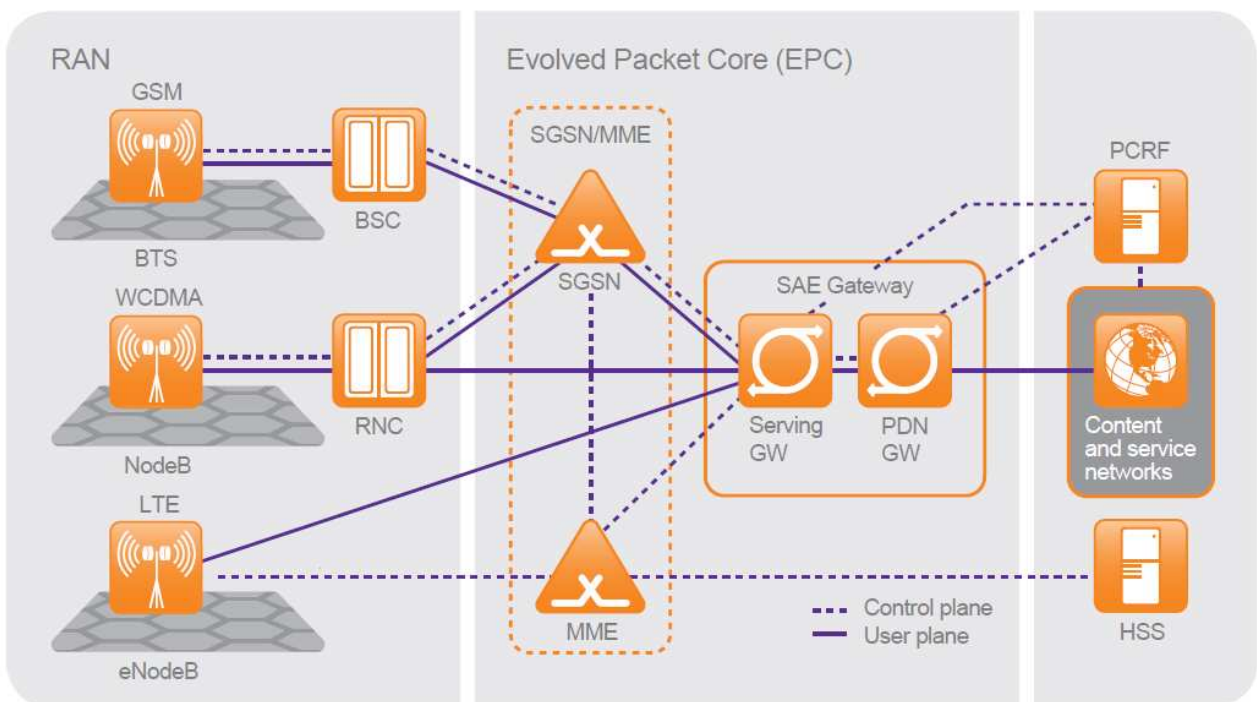 RAN
Evolved Packet Core (EPC)
GSM
SGSN/MME
PCRF
BSC
BTS
SGSN
SAE Gateway
WCDMA
RNC
Serving
GW
PDN
GW
Content
and service
networks
NodeB
LTE
Control plane
User plane
MME
HSS
eNodeB